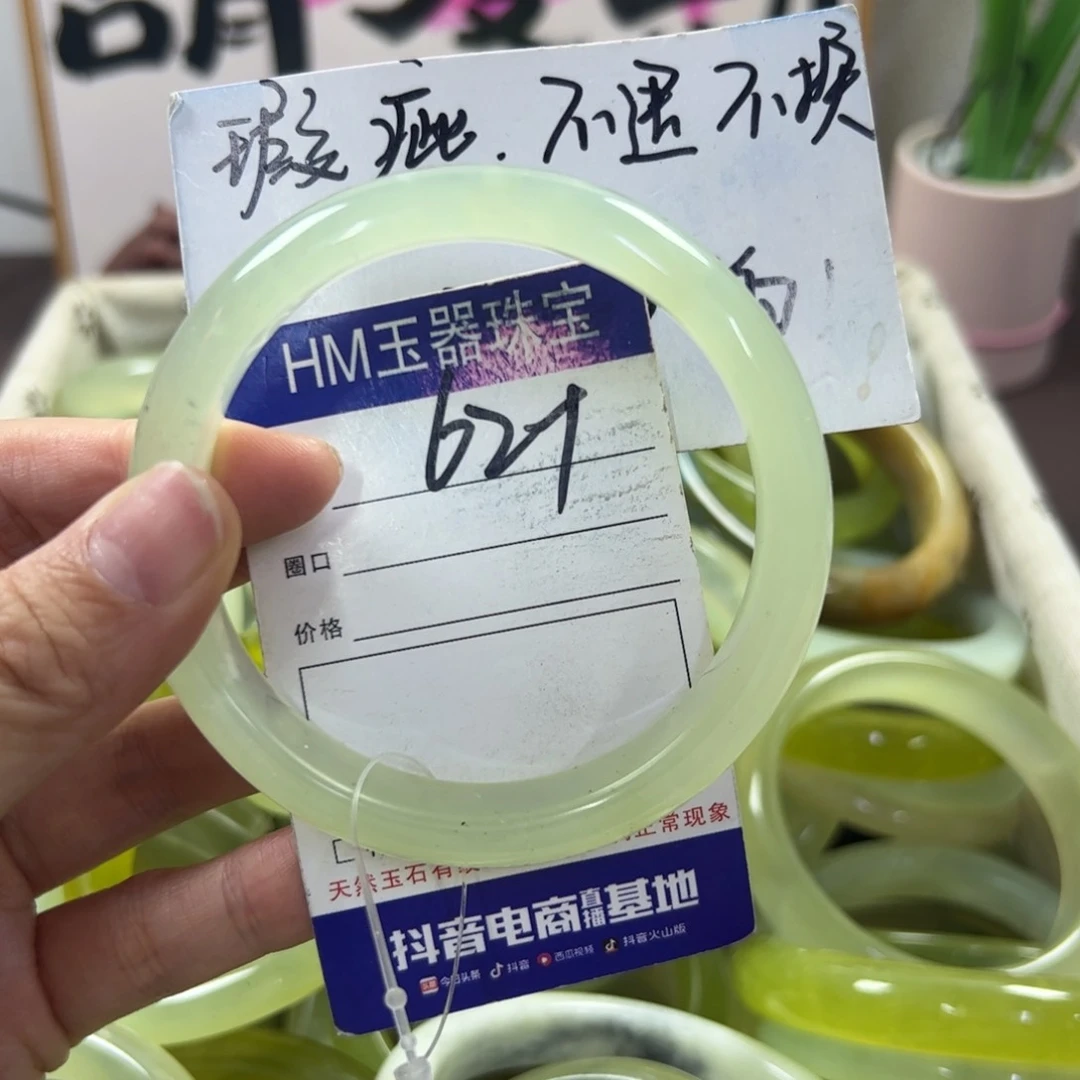 瑕疵.不退不换
HM玉器珠宝
621
圈口
价格
天然玉石有
正常现象
抖音电商直播基地
今日头条 抖音 西瓜视频 抖音火山版